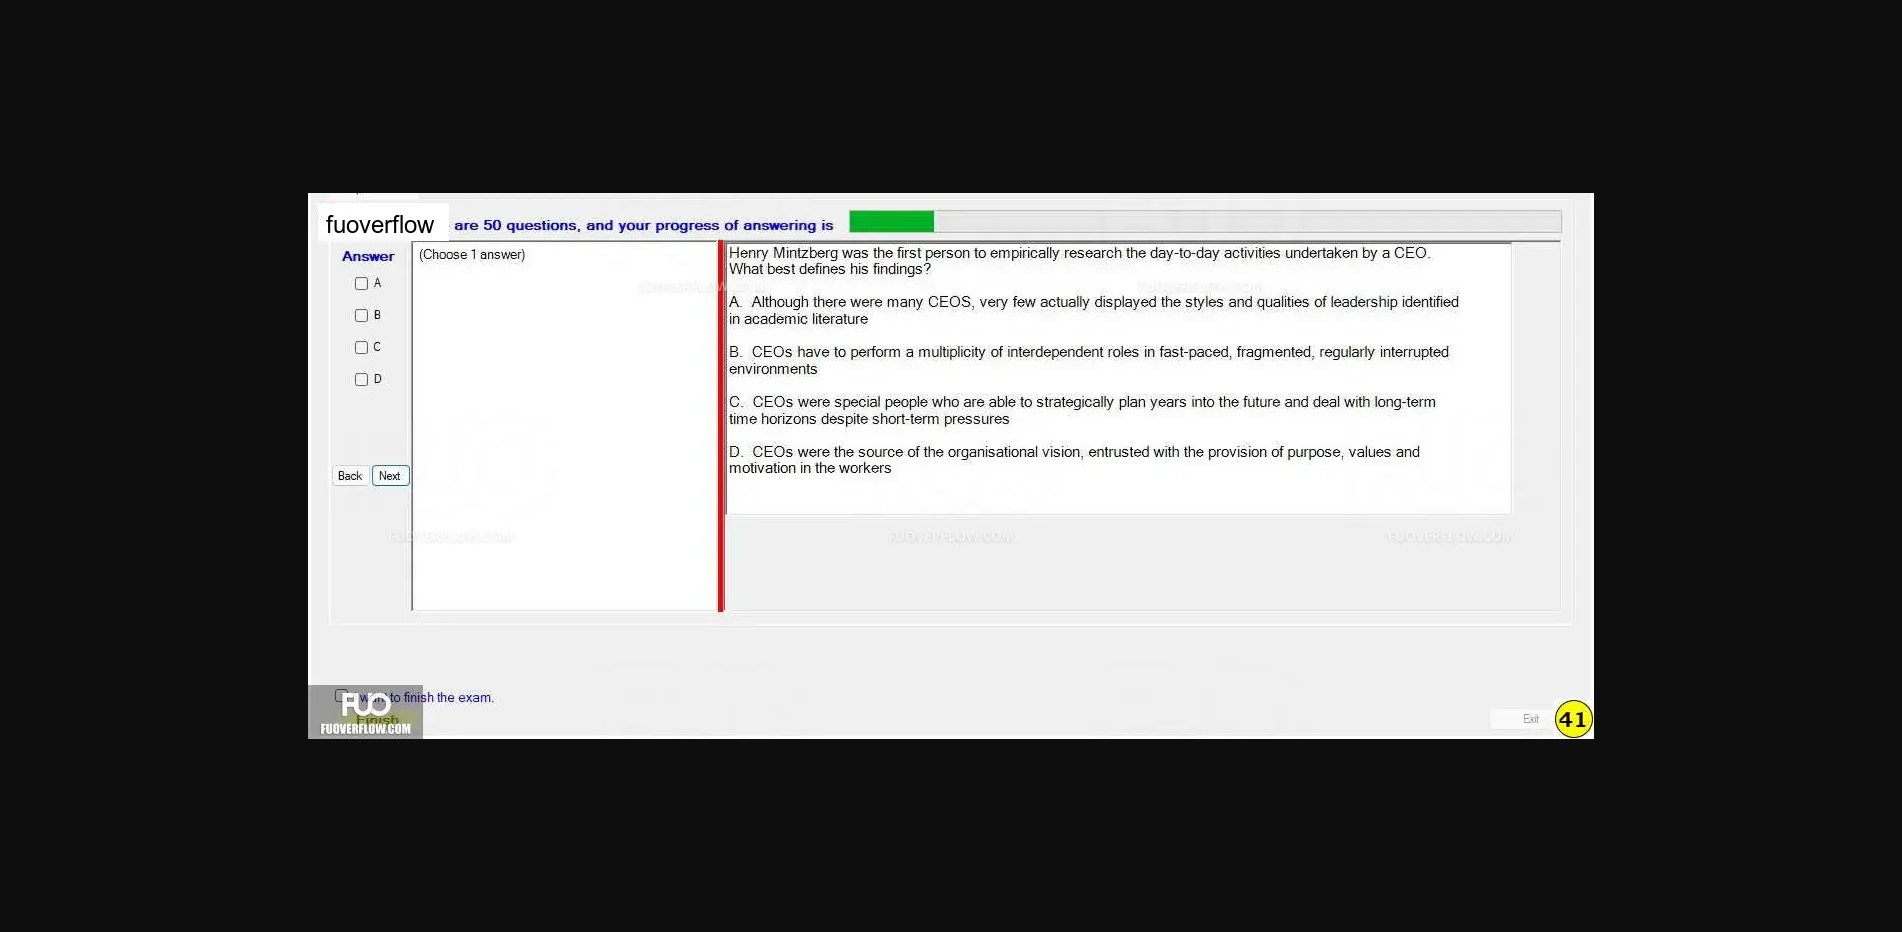 fuoverflow are 50 questions, and your progress of answering is
Answer
(Choose 1 answer)
A
B
C
D
Back Next
Henry Mintzberg was the first person to empirically research the day-to-day activities undertaken by a CEO.
What best defines his findings?
A. Although there were many CEOS, very few actually displayed the styles and qualities of leadership identified
in academic literature
B. CEOs have to perform a multiplicity of interdependent roles in fast-paced, fragmented, regularly interrupted
environments
C. CEOs were special people who are able to strategically plan years into the future and deal with long-term
time horizons despite short-term pressures
D. CEOs were the source of the organisational vision, entrusted with the provision of purpose, values and
motivation in the workers
FUOVERFLOW.COM
FUOVERFLOW.COM
FUOVERFLOW.COM
FUOVERFLOW.COM
FUOVERFLOW.COM
want to finish the exam.
FUO
Finish
FUOVERFLOW.COM
Exit
41